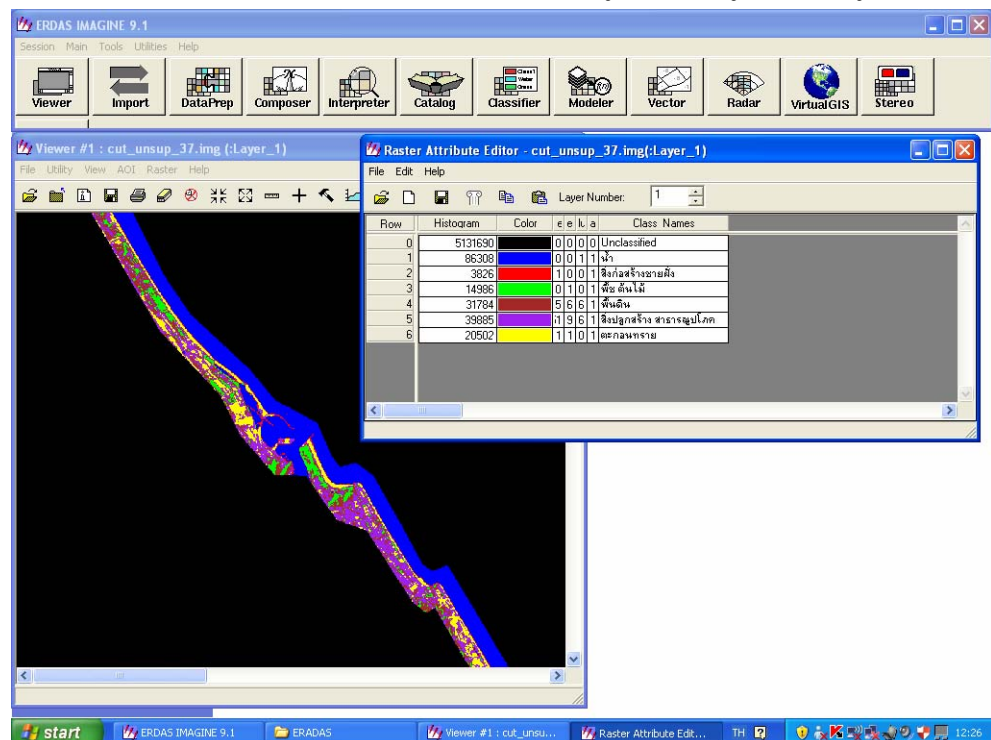 ERDAS IMAGINE 9.1
Session Main Tools Utilities Help
Viewer Import DataPrep Composer Interpreter Catalog Classifier Modeler Vector Radar VirtualGIS Stereo
Viewer #1 : cut_unsup_37.img (:Layer_1)
File Utility View AOI Raster Help
Raster Attribute Editor - cut_unsup_37.img(:Layer_1)
File Edit Help
Layer Number: 1
Row Histogram Color Class Names
0 5131690 0 0 0 0 Unclassified
1 86308 0 0 1 1 น้ำ
2 3826 1 0 0 1 สิ่งก่อสร้างชายฝั่ง
3 14986 0 1 0 1 พืช ต้นไม้
4 31784 5 6 6 1 พื้นดิน
5 39885 9 6 1 สิ่งปลูกสร้าง สาธารณูปโภค
6 20502 1 1 0 1 ตะกอนทราย
start ERDAS IMAGINE 9.1 ERADAS Viewer #1 : cut_unsu... Raster Attribute Edit... TH 12:26